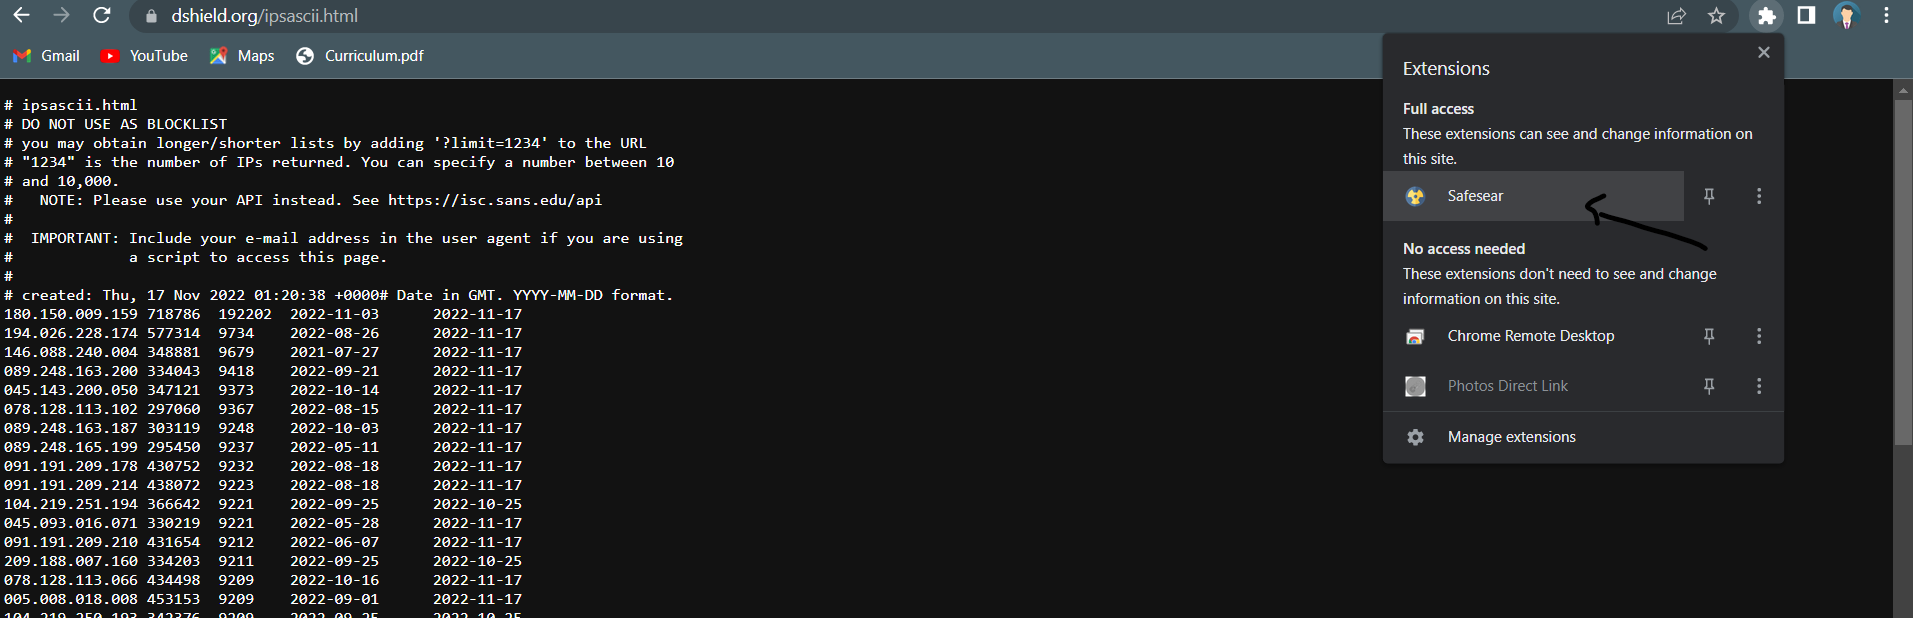 dshield.org/ipsascii.html
Gmail YouTube Maps Curriculum.pdf
# ipsascii.html
# DO NOT USE AS BLOCKLIST
# you may obtain longer/shorter lists by adding '?limit=1234' to the URL
# "1234" is the number of IPs returned. You can specify a number between 10
# and 10,000.
#   NOTE: Please use your API instead. See https://isc.sans.edu/api
#
#  IMPORTANT: Include your e-mail address in the user agent if you are using
#             a script to access this page.
#
# created: Thu, 17 Nov 2022 01:20:38 +0000# Date in GMT. YYYY-MM-DD format.
180.150.009.159 718786  192202  2022-11-03      2022-11-17
194.026.228.174 577314  9734    2022-08-26      2022-11-17
146.088.240.004 348881  9679    2021-07-27      2022-11-17
089.248.163.200 334043  9418    2022-09-21      2022-11-17
045.143.200.050 347121  9373    2022-10-14      2022-11-17
078.128.113.102 297060  9367    2022-08-15      2022-11-17
089.248.163.187 303119  9248    2022-10-03      2022-11-17
089.248.165.199 295450  9237    2022-05-11      2022-11-17
091.191.209.178 430752  9232    2022-08-18      2022-11-17
091.191.209.214 438072  9223    2022-08-18      2022-11-17
104.219.251.194 366642  9221    2022-09-25      2022-10-25
045.093.016.071 330219  9221    2022-05-28      2022-11-17
091.191.209.210 431654  9212    2022-06-07      2022-11-17
209.188.007.160 334203  9211    2022-09-25      2022-10-25
078.128.113.066 434498  9209    2022-10-16      2022-11-17
005.008.018.008 453153  9209    2022-09-01      2022-11-17
104.219.250.193 342376  9209    2022-09-25      2022-10-25
Extensions
Full access
These extensions can see and change information on
this site.
Safesear
No access needed
These extensions don't need to see and change
information on this site.
Chrome Remote Desktop
Photos Direct Link
Manage extensions